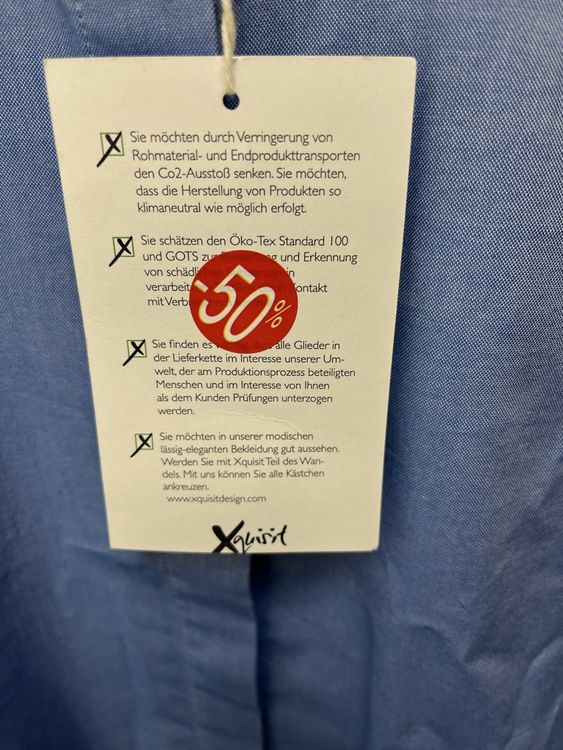 Sie möchten durch Verringerung von
Rohmaterial- und Endprodukttransporten
den Co2-Ausstoß senken. Sie möchten,
dass die Herstellung von Produkten so
klimaneutral wie möglich erfolgt.
Sie schätzen den Öko-Tex Standard 100
und GOTS und Erkennung
von in
verarbeit
mit
-50%
Sie finden es alle Glieder in
der Lieferkette im Interesse unserer Um-
welt, der am Produktionsprozess beteiligten
Menschen und im Interesse von Ihnen
als dem Kunden Prüfungen unterzogen
werden.
Sie möchten in unserer modischen
lässig-eleganten Bekleidung gut aussehen.
Werden Sie mit Xquisit Teil des Wan-
dels. Mit uns können Sie alle Kästchen
ankreuzen.
www.xquisitdesign.com
Xquisit